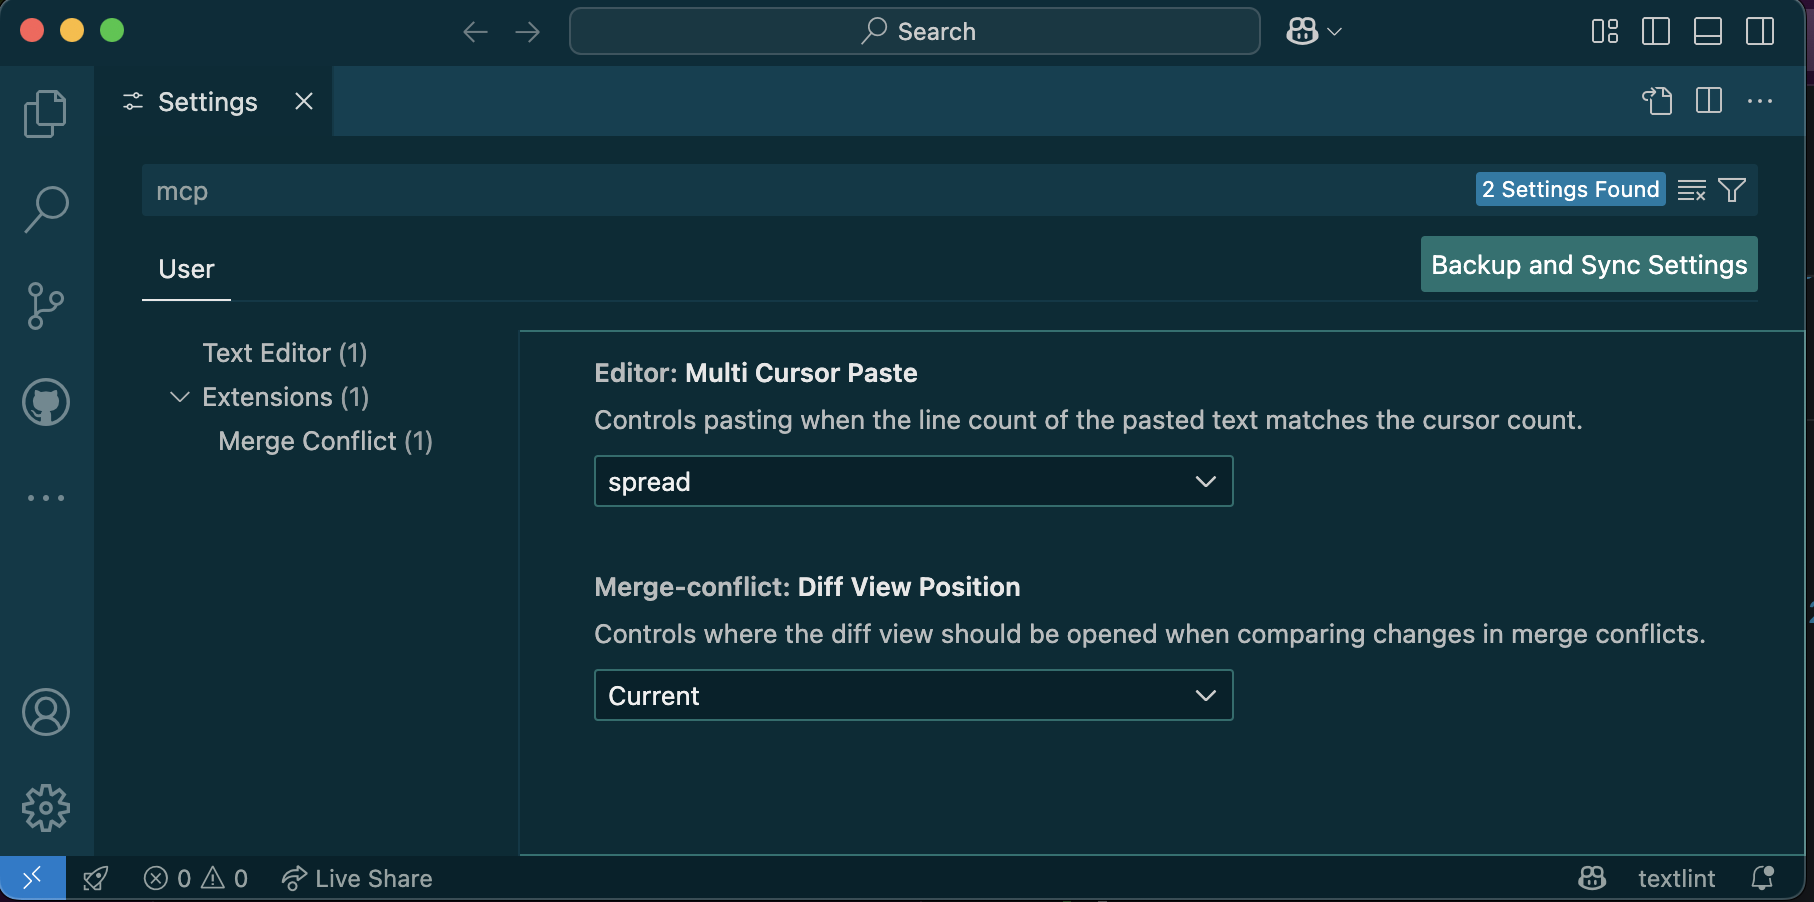 Search
Settings
mcp
2 Settings Found
User
Backup and Sync Settings
Text Editor (1)
Extensions (1)
Merge Conflict (1)
Editor: Multi Cursor Paste
Controls pasting when the line count of the pasted text matches the cursor count.
spread
Merge-conflict: Diff View Position
Controls where the diff view should be opened when comparing changes in merge conflicts.
Current
0 0 Live Share
textlint